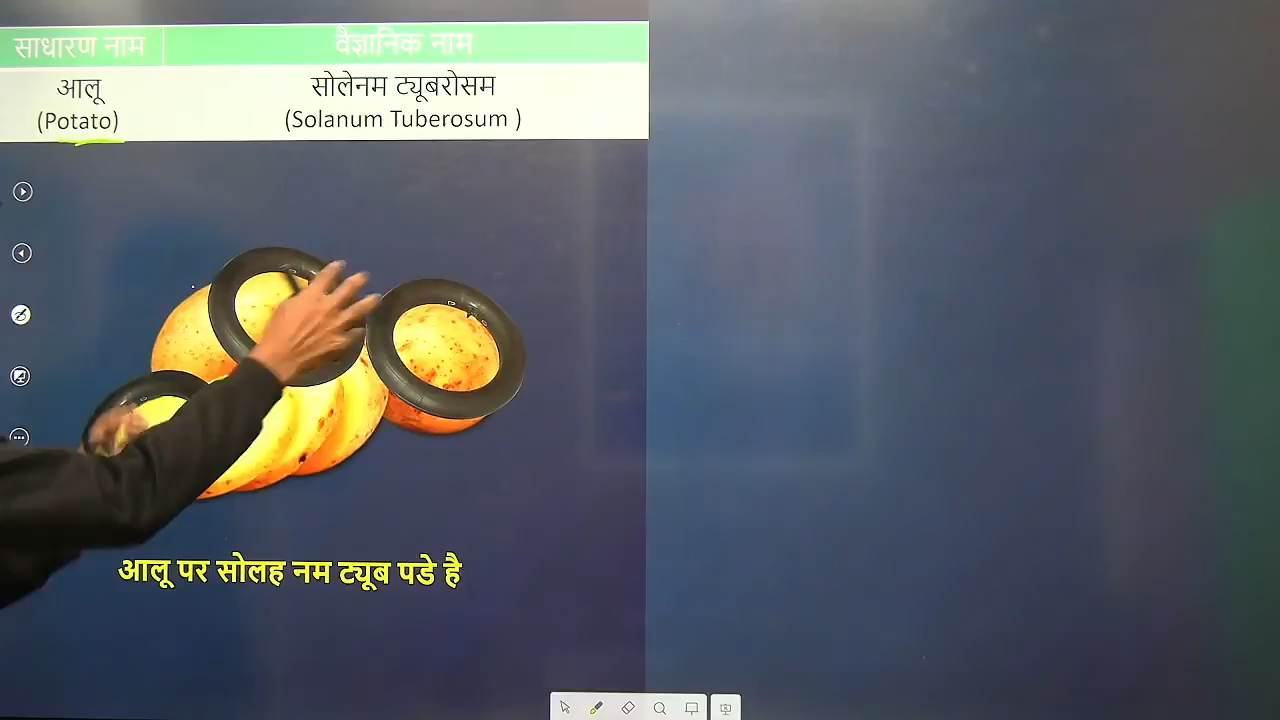 साधारण नाम
वैज्ञानिक नाम
आलू
(Potato)
सोलेनम ट्यूबरोसम
(Solanum Tuberosum )
आलू पर सोलह नम ट्यूब पडे है